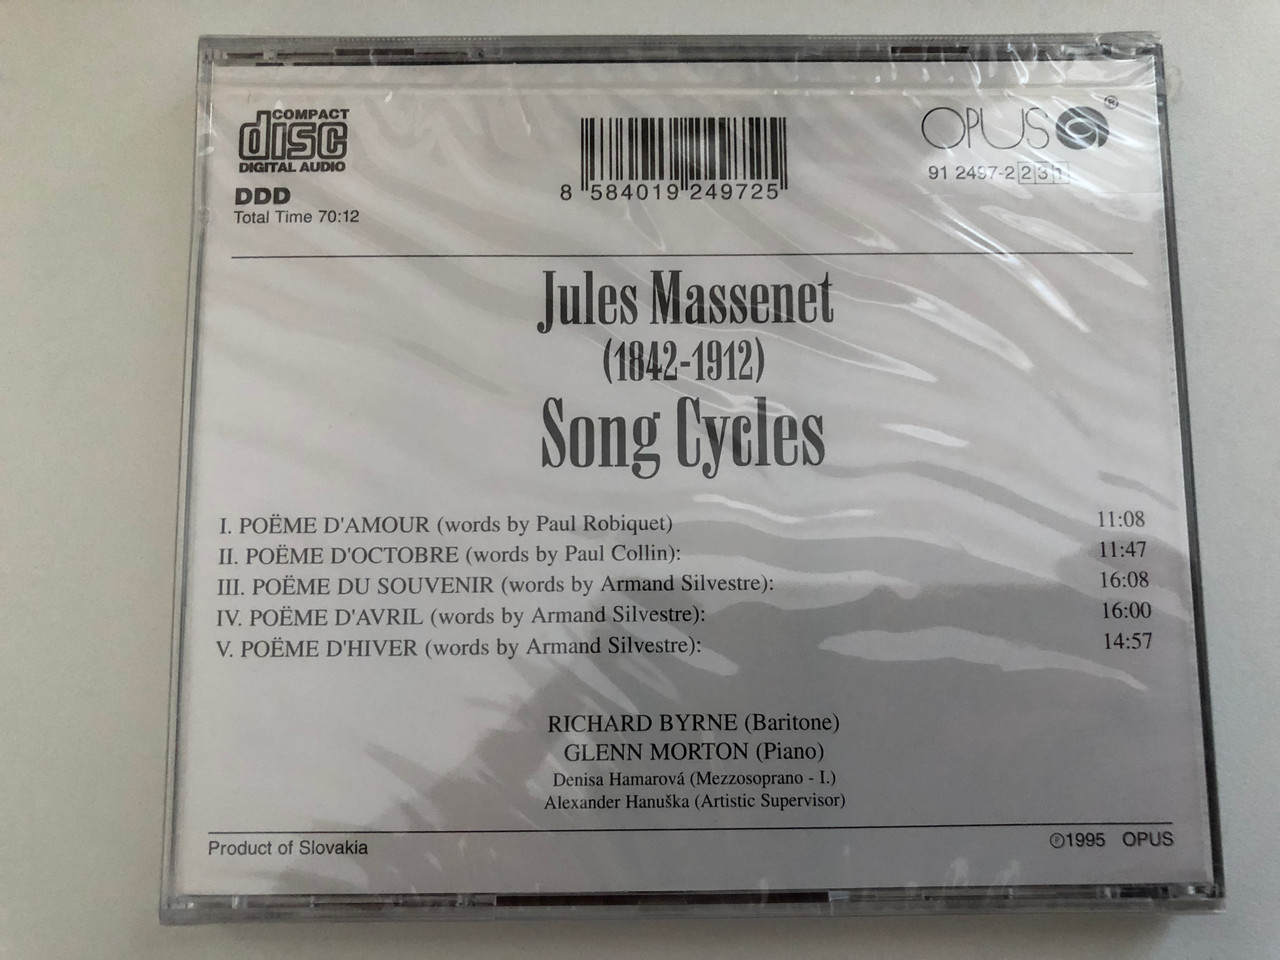 COMPACT
disc
DIGITAL AUDIO
DDD
Total Time 70:12
8 584019 249725
OPUS ®
91 2497-2 231
Jules Massenet
(1842-1912)
Song Cycles
I. POËME D'AMOUR (words by Paul Robiquet) 11:08
II. POËME D'OCTOBRE (words by Paul Collin): 11:47
III. POËME DU SOUVENIR (words by Armand Silvestre): 16:08
IV. POËME D'AVRIL (words by Armand Silvestre): 16:00
V. POËME D'HIVER (words by Armand Silvestre): 14:57
RICHARD BYRNE (Baritone)
GLENN MORTON (Piano)
Denisa Hamarová (Mezzosoprano - I.)
Alexander Hanuška (Artistic Supervisor)
Product of Slovakia
℗1995 OPUS